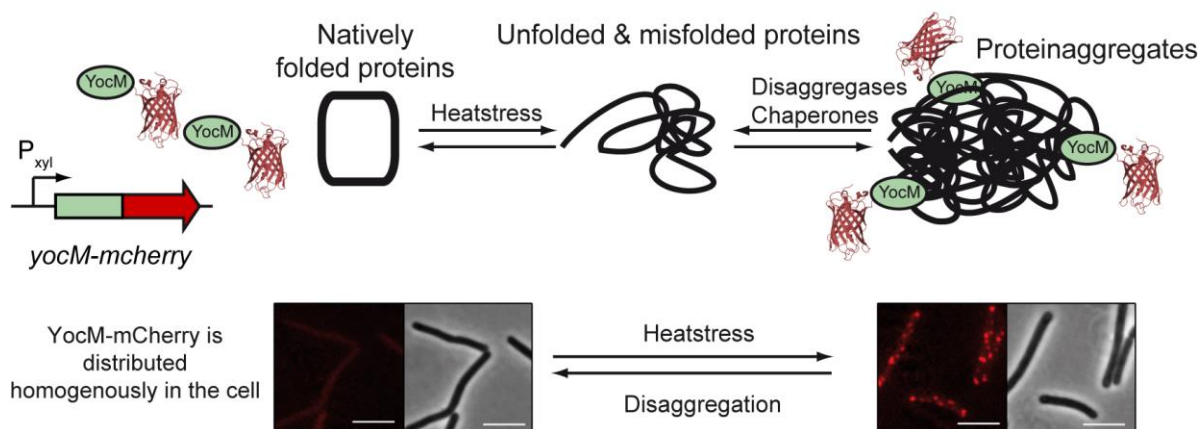 Natively
folded proteins
Unfolded & misfolded proteins
Proteinaggregates
YocM
YocM
Heatstress
Disaggregases
Chaperones
YocM
YocM
YocM
P xyl
yocM-mcherry
YocM-mCherry is
distributed
homogenously in the cell
Heatstress
Disaggregation